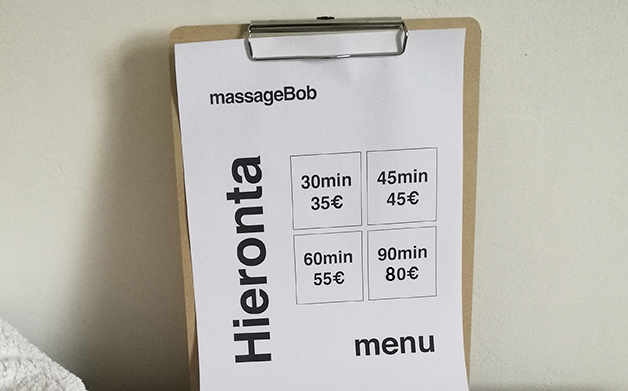 massageBob
Hieronta
30min
35€
45min
45€
60min
55€
90min
80€
menu